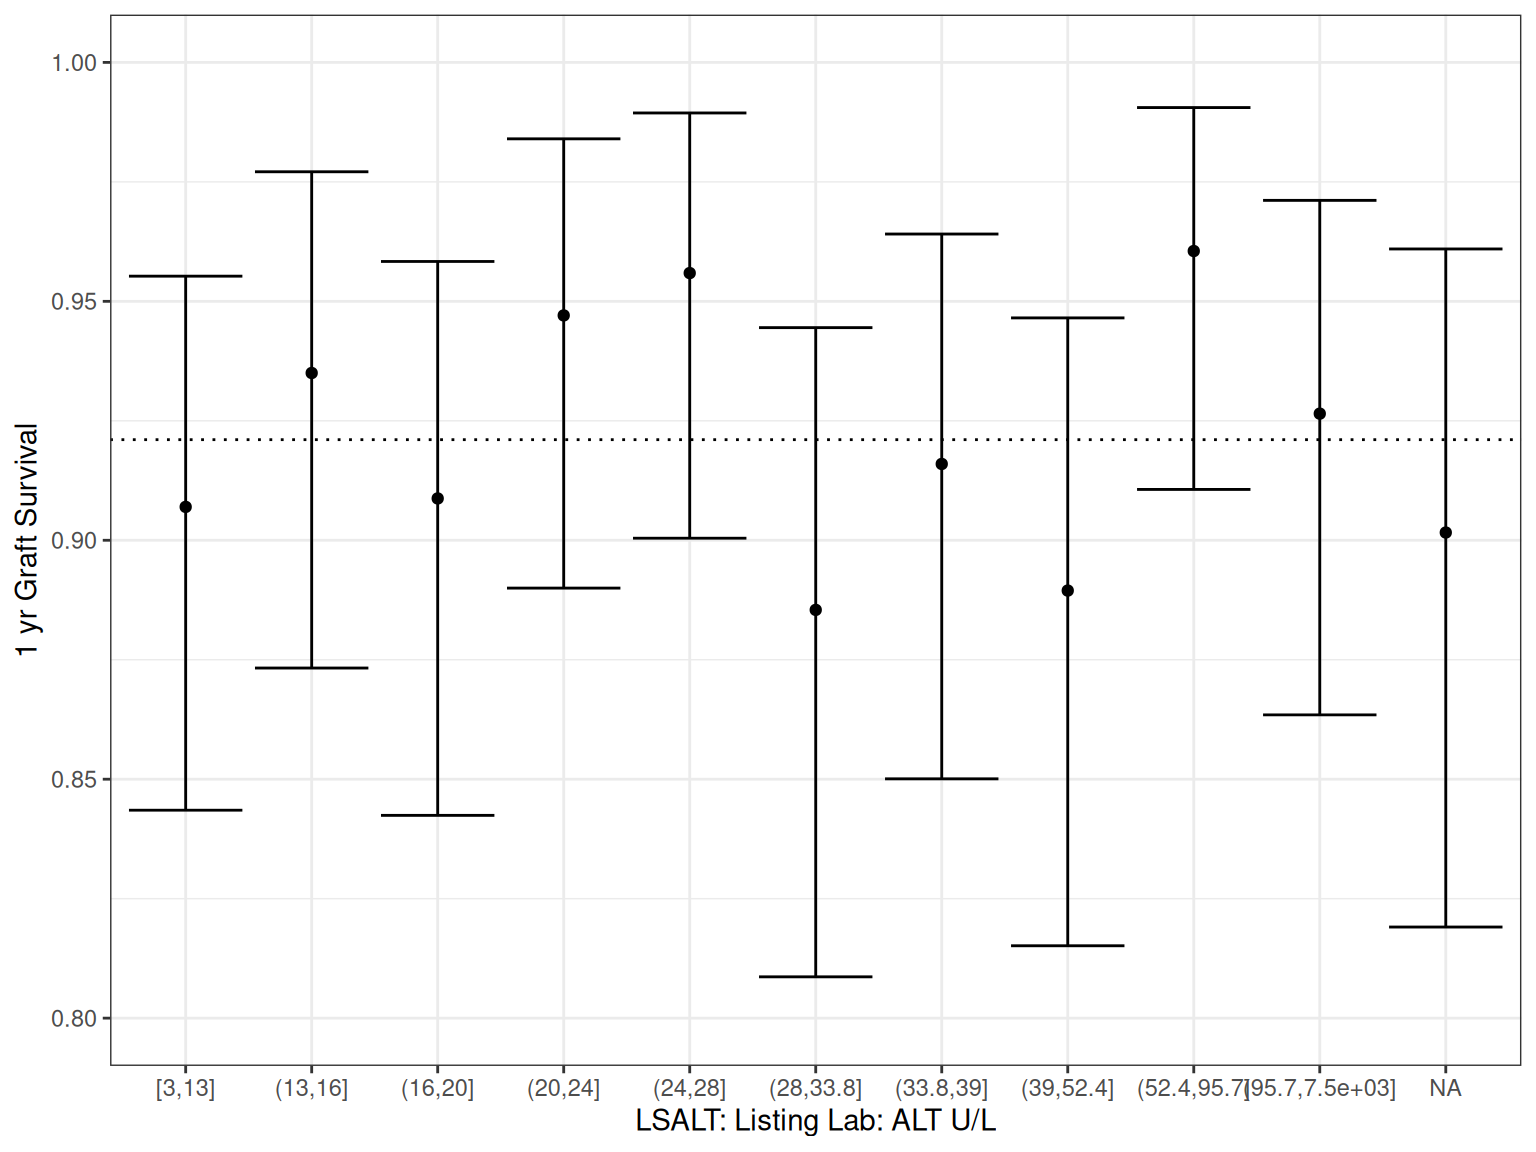 1.00
0.95
0.90
0.85
0.80
1 yr Graft Survival
[3,13] (13,16] (16,20] (20,24] (24,28] (28,33.8] (33.8,39] (39,52.4] (52.4,95.7] (95.7,7.5e+03] NA
LSALT: Listing Lab: ALT U/L